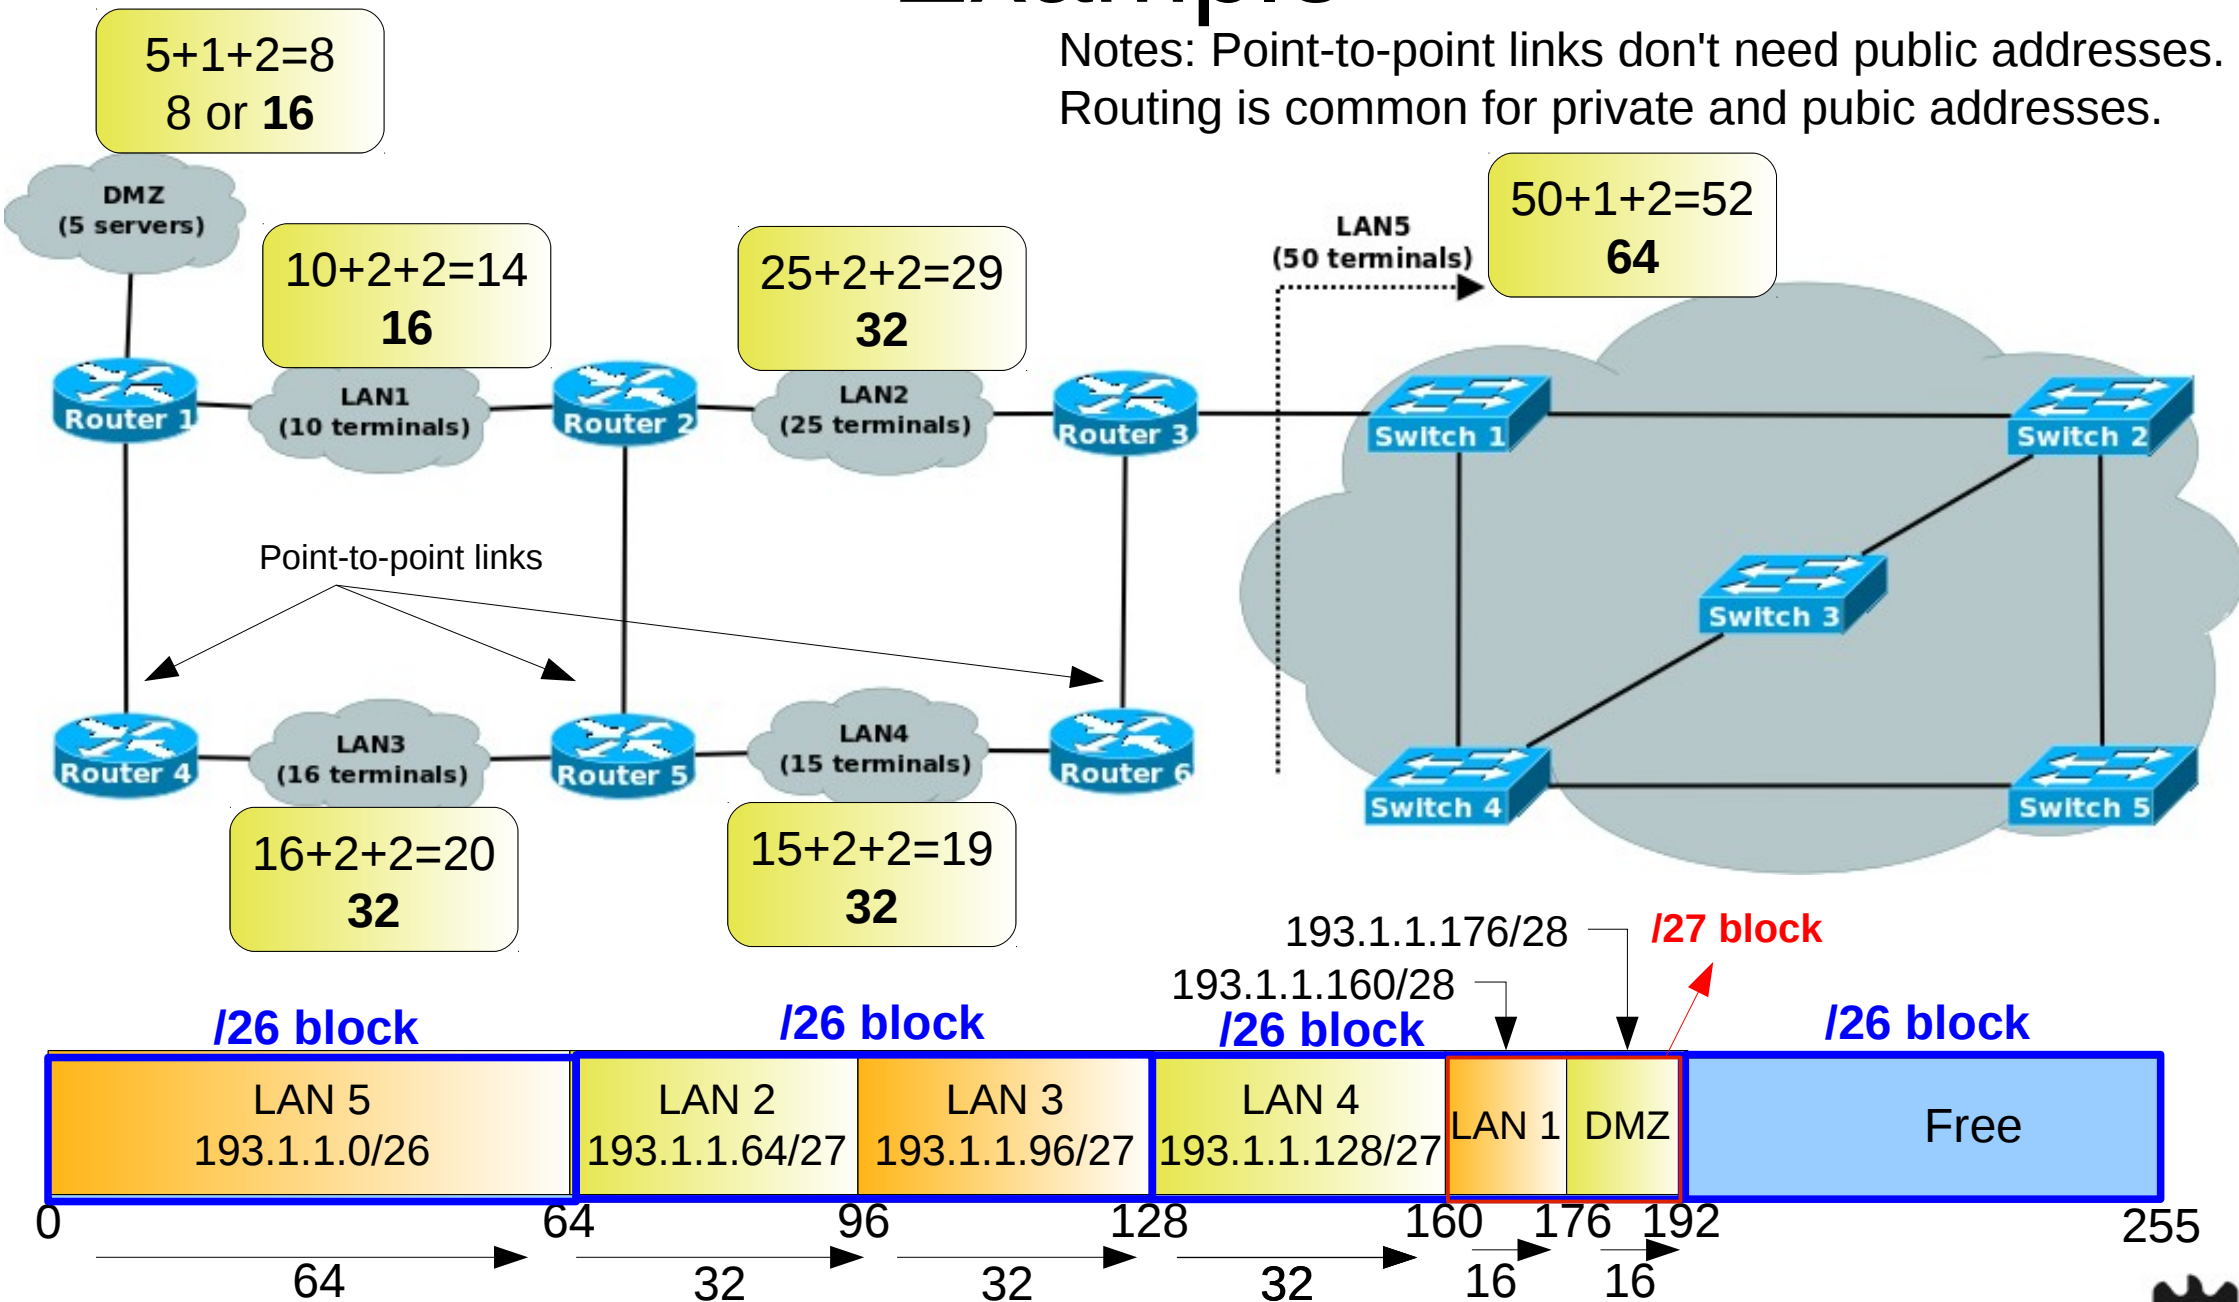 Example
Notes: Point-to-point links don't need public addresses.
Routing is common for private and pubic addresses.
5+1+2=8
8 or 16
DMZ
(5 servers)
10+2+2=14
16
25+2+2=29
32
LAN5
(50 terminals)
50+1+2=52
64
Router 1
LAN1
(10 terminals)
Router 2
LAN2
(25 terminals)
Router 3
Switch 1
Switch 2
Point-to-point links
Switch 3
Router 4
LAN3
(16 terminals)
Router 5
LAN4
(15 terminals)
Router 6
Switch 4
Switch 5
16+2+2=20
32
15+2+2=19
32
193.1.1.176/28
/27 block
193.1.1.160/28
/26 block
/26 block
/26 block
/26 block
LAN 5
193.1.1.0/26
LAN 2
193.1.1.64/27
LAN 3
193.1.1.96/27
LAN 4
193.1.1.128/27
LAN 1
DMZ
Free
0
64
96
128
160
176
192
255
64
32
32
32
16
16